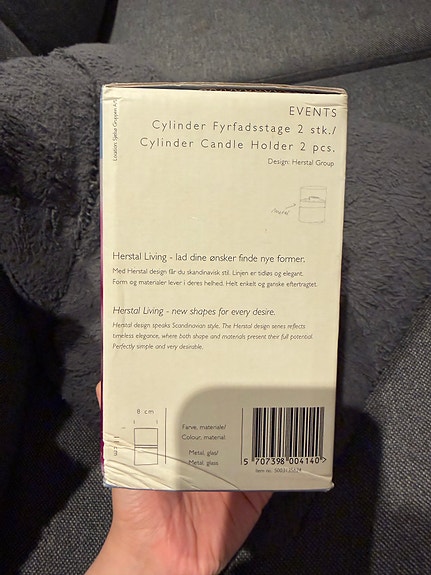 EVENTS
Cylinder Fyrfadsstage 2 stk./
Cylinder Candle Holder 2 pcs.
Design: Herstal Group
Herstal Living - lad dine ønsker finde nye former.
Med Herstal design får du skandinavisk stil. Linjen er tidløs og elegant.
Form og materialer lever i deres helhed. Helt enkelt og ganske eftertragtet.
Herstal Living - new shapes for every desire.
Herstal design speaks Scandinavian style. The Herstal design series reflects
timeless elegance, where both shape and materials present their full potential.
Perfectly simple and very desirable.
8 cm
Farve, materiale/
Colour, material:
Metal, glas/
Metal, glass
5 707398 004140 >
Item no.